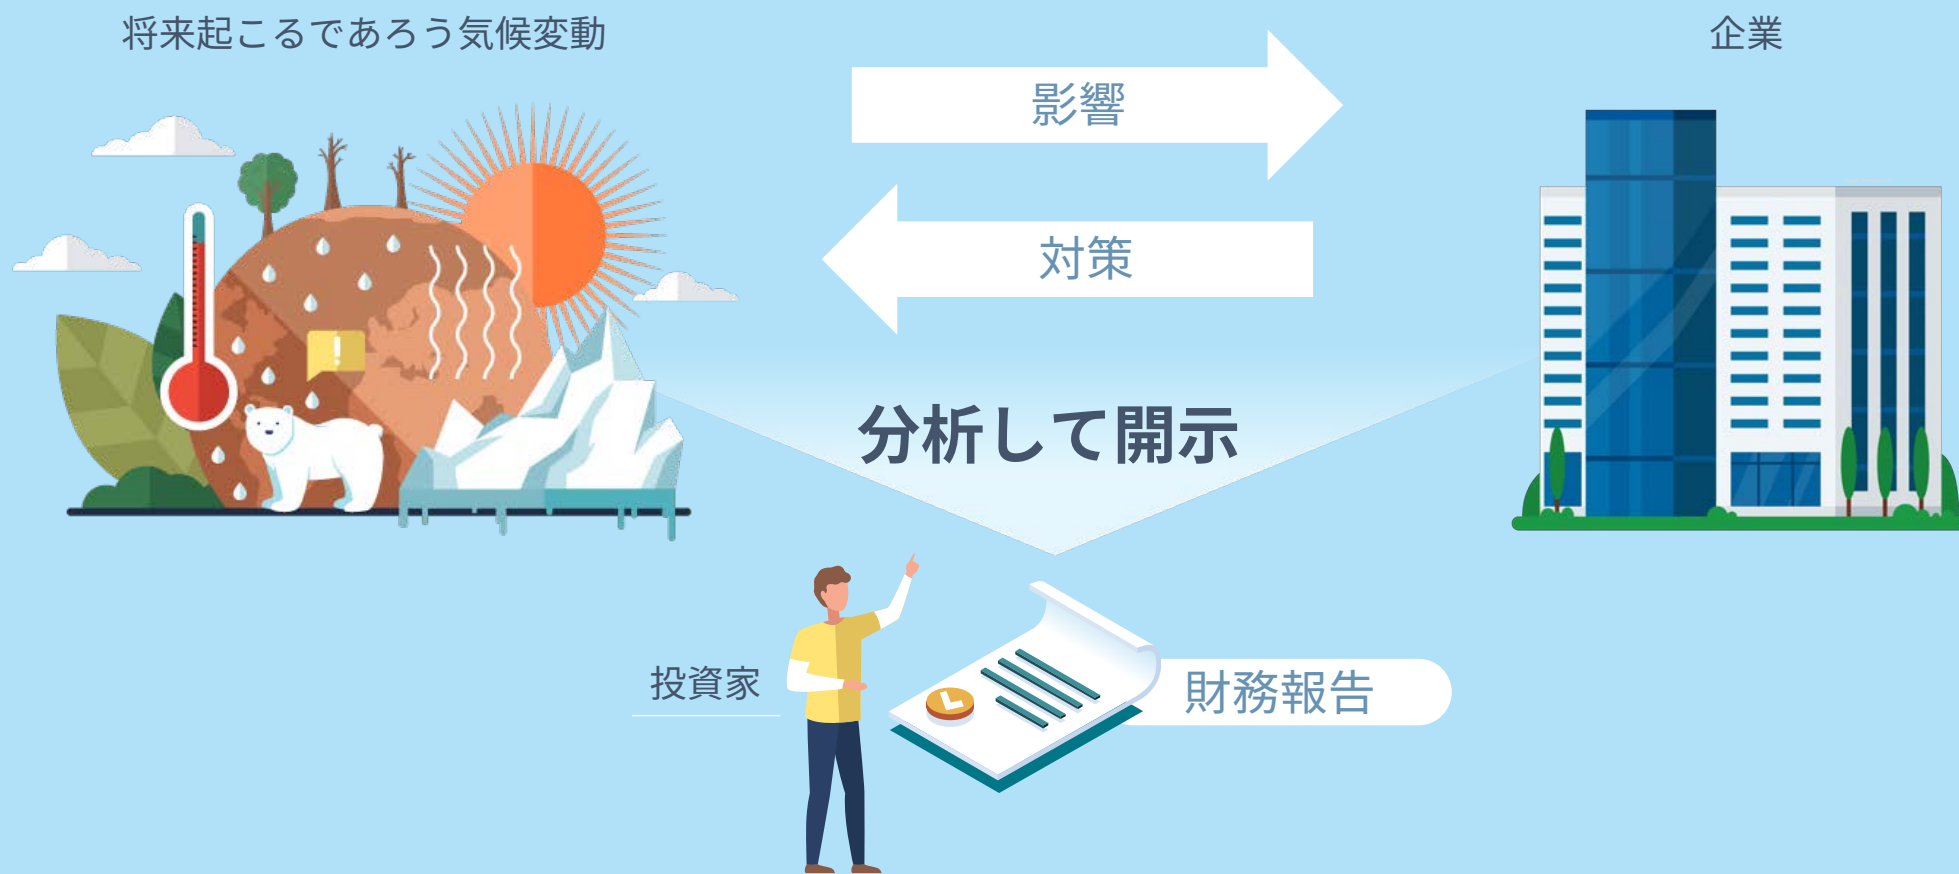 将来起こるであろう気候変動
企業
影響
対策
分析して開示
投資家
財務報告